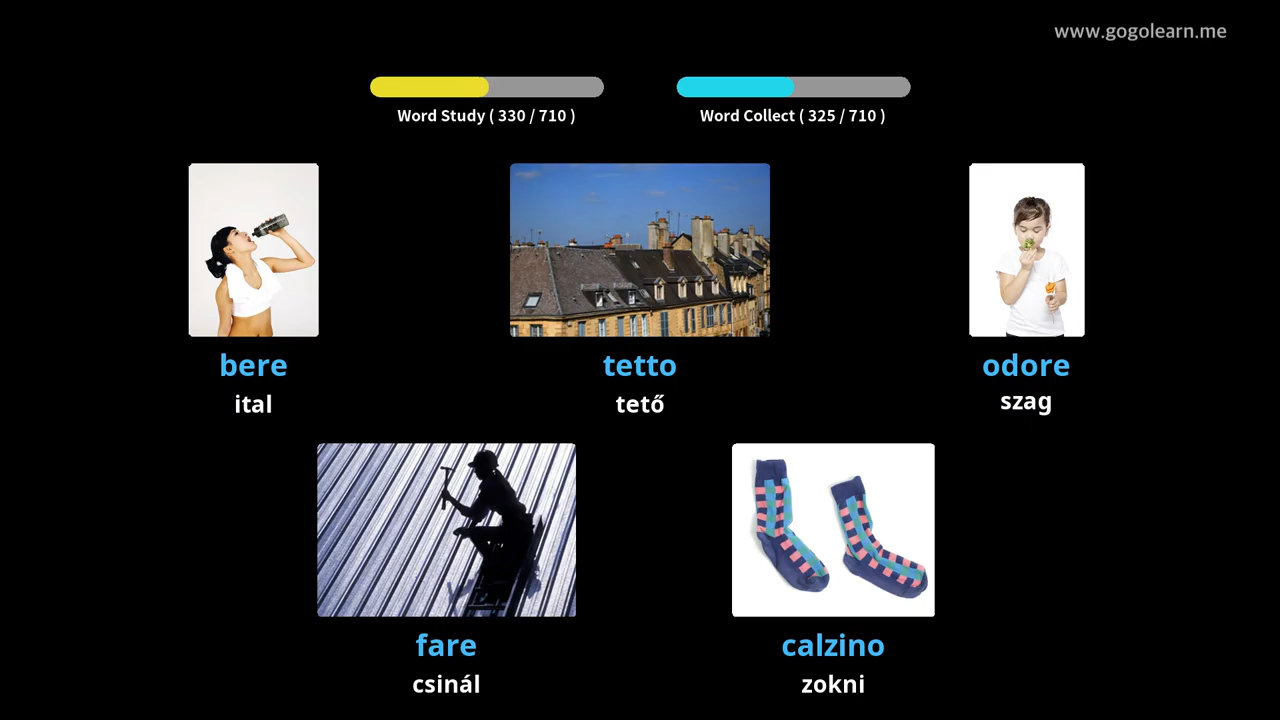 www.gogolearn.me
Word Study ( 330 / 710 )
Word Collect ( 325 / 710 )
bere
ital
tetto
tető
odore
szag
fare
csinál
calzino
zokni